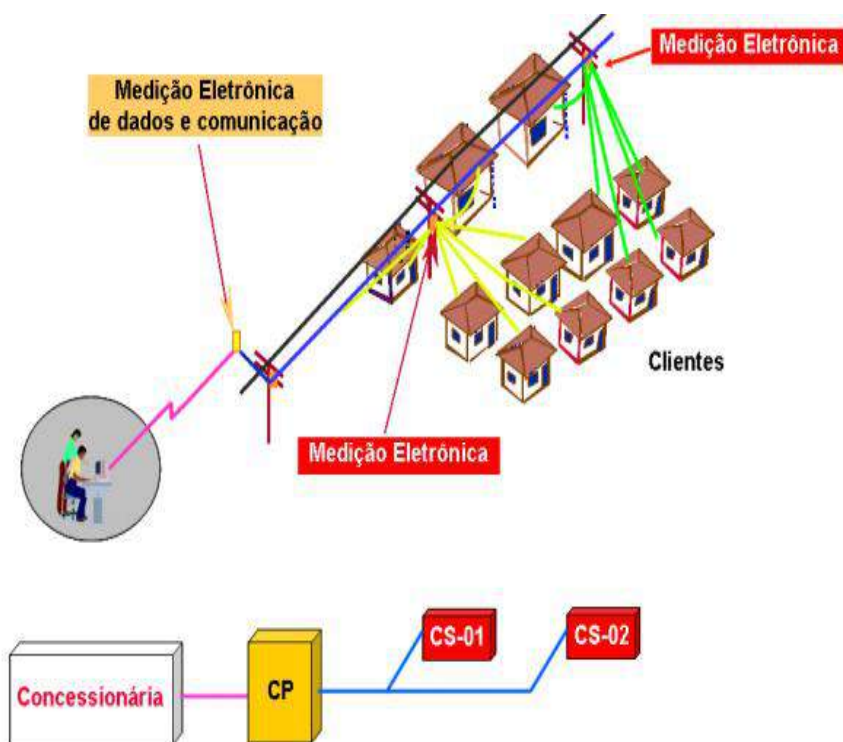 Medição Eletrônica
Medição Eletrônica
de dados e comunicação
Clientes
Medição Eletrônica
CS-01
CS-02
Concessionária
CP